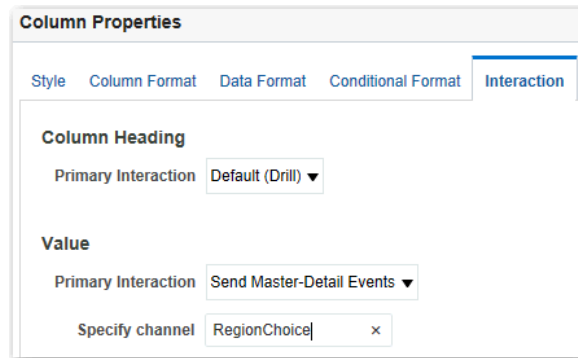 Column Properties
Style Column Format Data Format Conditional Format Interaction
Column Heading
Primary Interaction Default (Drill) ▼
Value
Primary Interaction Send Master-Detail Events ▼
Specify channel RegionChoice ×